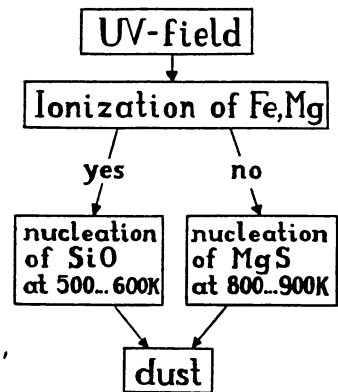 UV-field
Ionization of Fe,Mg
yes
no
nucleation
of SiO
at 500...600K
nucleation
of MgS
at 800...900K
dust